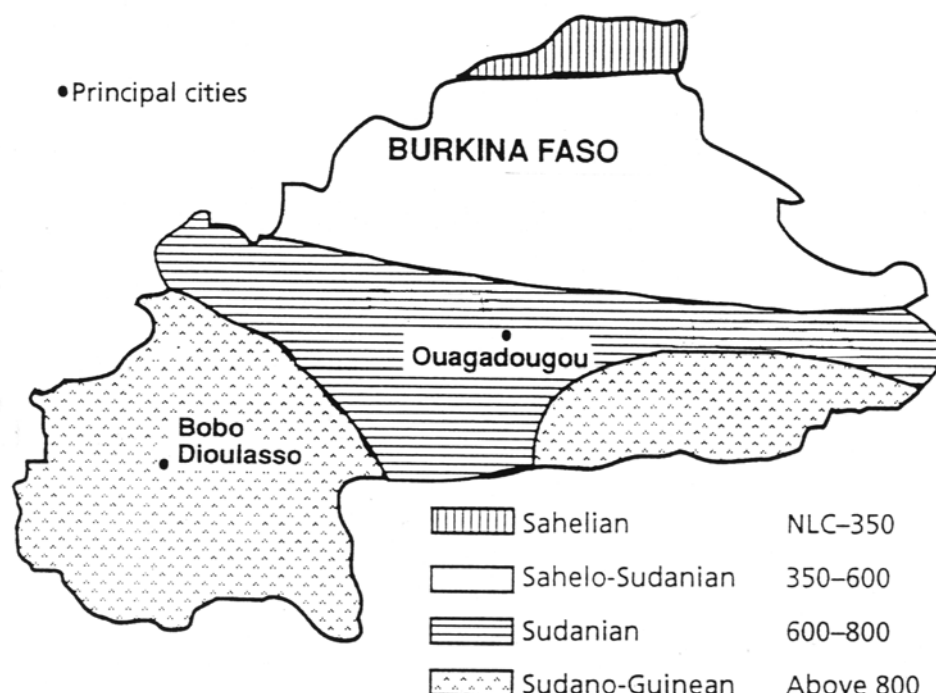 •Principal cities
BURKINA FASO
Ouagadougou
Bobo
Dioulasso
Sahelian NLC–350
Sahelo-Sudanian 350–600
Sudanian 600–800
Sudano-Guinean Above 800